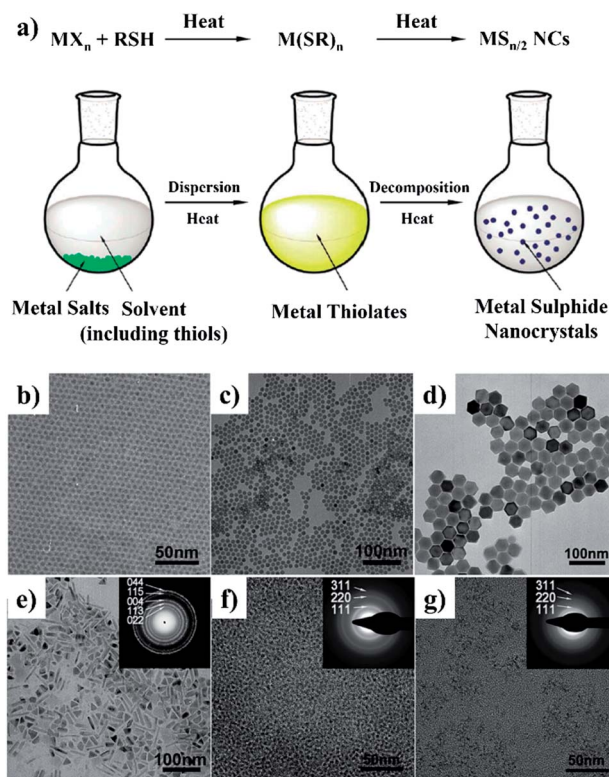 a) MXn + RSH Heat M(SR)n Heat MSn/2 NCs
Dispersion
Heat
Decomposition
Heat
Metal Salts
Solvent
(including thiols)
Metal Thiolates
Metal Sulphide
Nanocrystals
b) 50nm
c) 100nm
d) 100nm
e) 044
115
004
113
022
100nm
f) 311
220
111
50nm
g) 311
220
111
50nm